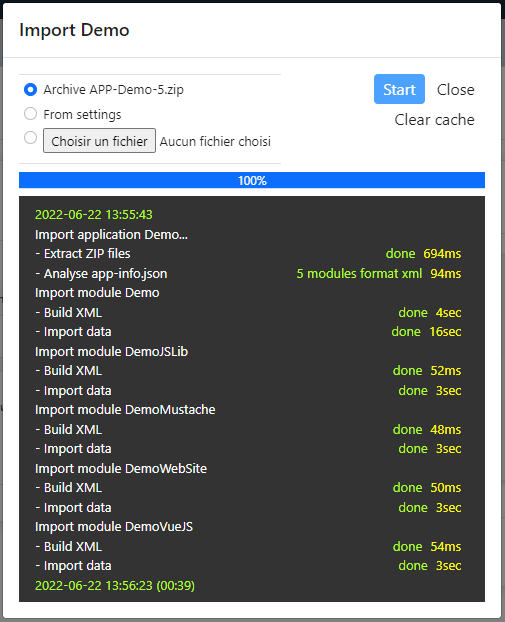 Import Demo
Archive APP-Demo-5.zip
Start Close
From settings
Clear cache
Choisir un fichier Aucun fichier choisi
100%
2022-06-22 13:55:43
Import application Demo...
- Extract ZIP files done 694ms
- Analyse app-info.json 5 modules format xml 94ms
Import module Demo
- Build XML done 4sec
- Import data done 16sec
Import module DemoJSLib
- Build XML done 52ms
- Import data done 3sec
Import module DemoMustache
- Build XML done 48ms
- Import data done 3sec
Import module DemoWebSite
- Build XML done 50ms
- Import data done 3sec
Import module DemoVueJS
- Build XML done 54ms
- Import data done 3sec
2022-06-22 13:56:23 (00:39)